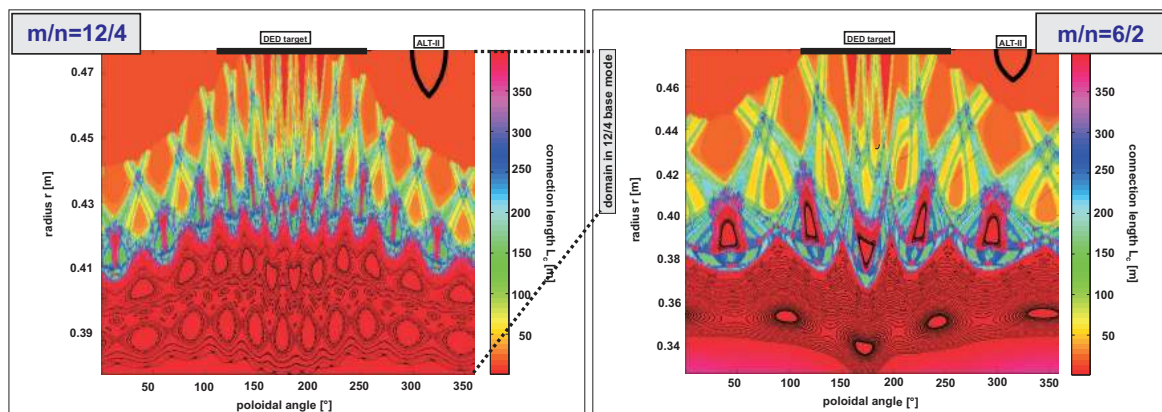 m/n=12/4
DED target
ALT-II
0.47
0.45
0.43
0.41
0.39
radius r [m]
50 100 150 200 250 300 350
poloidal angle [°]
350
300
250
200
150
100
50
connection length L_c [m]
domain in 12/4 base mode
m/n=6/2
DED target
ALT-II
0.46
0.44
0.42
0.40
0.38
0.36
0.34
radius r [m]
50 100 150 200 250 300 350
poloidal angle [°]
350
300
250
200
150
100
50
connection length L_c [m]